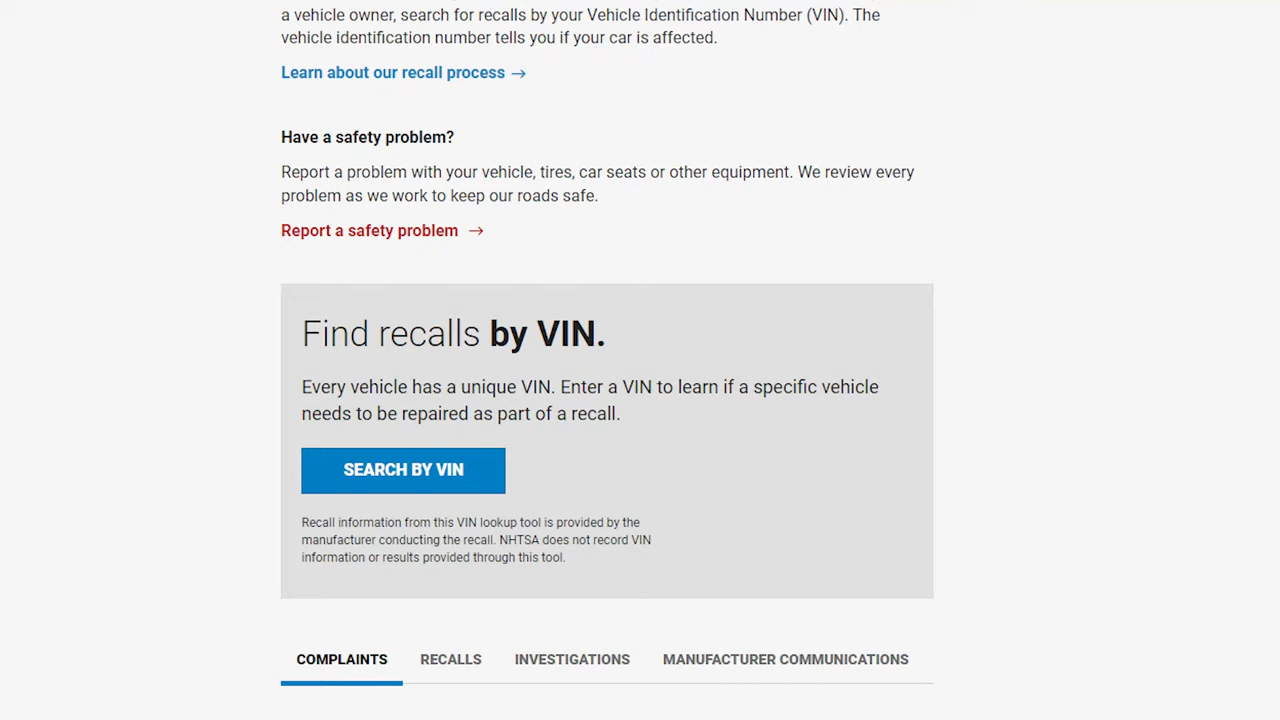 a vehicle owner, search for recalls by your Vehicle Identification Number (VIN). The
vehicle identification number tells you if your car is affected.
Learn about our recall process →
Have a safety problem?
Report a problem with your vehicle, tires, car seats or other equipment. We review every
problem as we work to keep our roads safe.
Report a safety problem →
Find recalls by VIN.
Every vehicle has a unique VIN. Enter a VIN to learn if a specific vehicle
needs to be repaired as part of a recall.
SEARCH BY VIN
Recall information from this VIN lookup tool is provided by the
manufacturer conducting the recall. NHTSA does not record VIN
information or results provided through this tool.
COMPLAINTS RECALLS INVESTIGATIONS MANUFACTURER COMMUNICATIONS